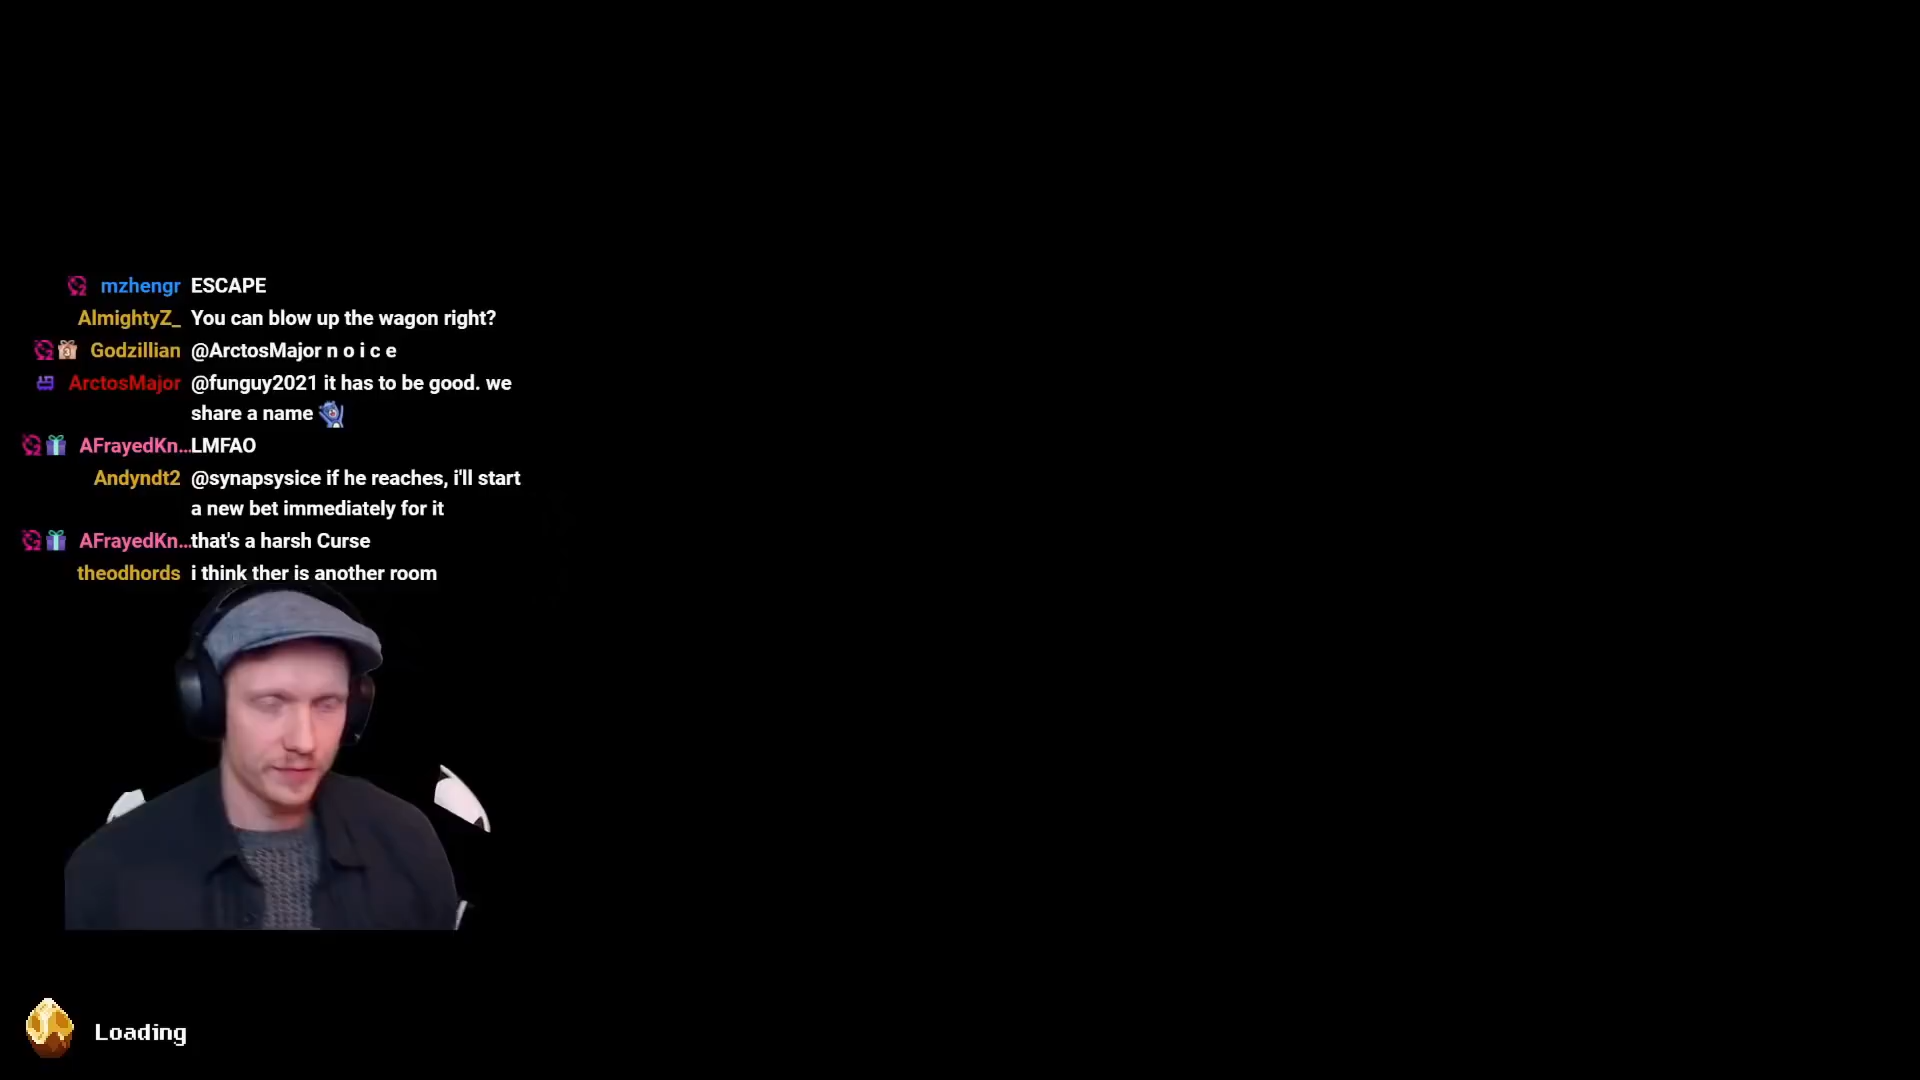 mzhengr ESCAPE
AlmightyZ_ You can blow up the wagon right?
Godzillian @ArctosMajor n o i c e
ArctosMajor @funguy2021 it has to be good. we
share a name
AFrayedKn... LMFAO
Andyndt2 @synapsysice if he reaches, i'll start
a new bet immediately for it
AFrayedKn... that's a harsh Curse
theodhords i think ther is another room
Loading